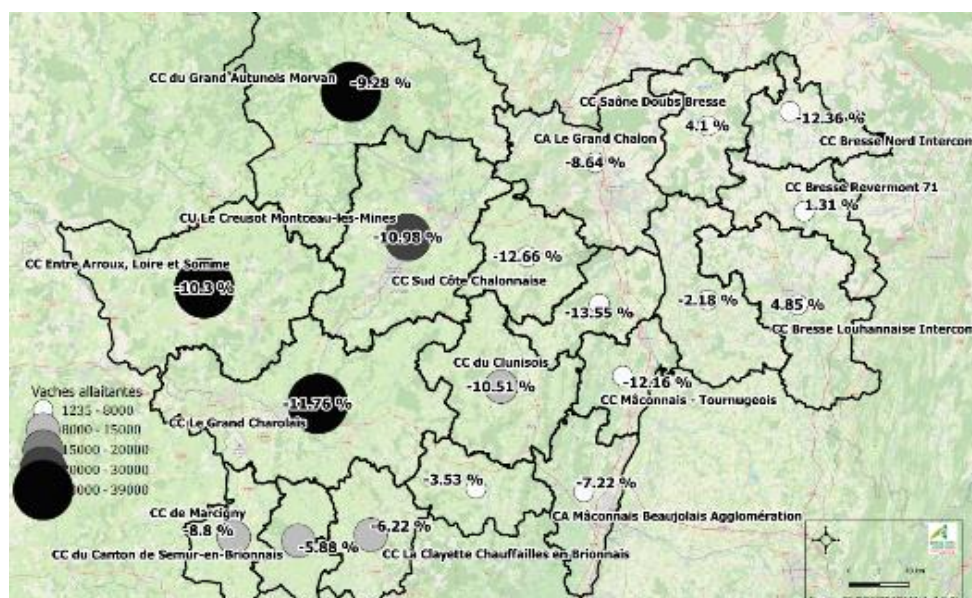 CC du Grand Autunois Morvan
-9.28 %
CC Saône Doubs Bresse
4.1 %
-12.36 %
CC Bresse Nord Intercom
CA Le Grand Chalon
-8.64 %
CC Bresse Revermont 71
1.31 %
CU Le Creusot Montceau-les-Mines
-10.98 %
CC Entre Arroux, Loire et Somme
-10.3 %
CC Sud Côte Chalonnaise
-12.66 %
-13.55 %
-2.18 %
4.85 %
CC Bresse Louhannaise Intercom
CC du Clunisois
-10.51 %
-12.16 %
CC Mâconnais - Tournugeois
Vaches allaitantes
1235 - 8000
8000 - 15000
15000 - 20000
20000 - 30000
- 39000
-11.76 %
CC Le Grand Charolais
-3.53 %
-7.22 %
CA Mâconnais Beaujolais Agglomération
CC de Marcigny
-8.8 %
CC du Canton de Semur-en-Brionnais
-5.88 %
-6.22 %
CC La Clayette Chauffailles en Brionnais